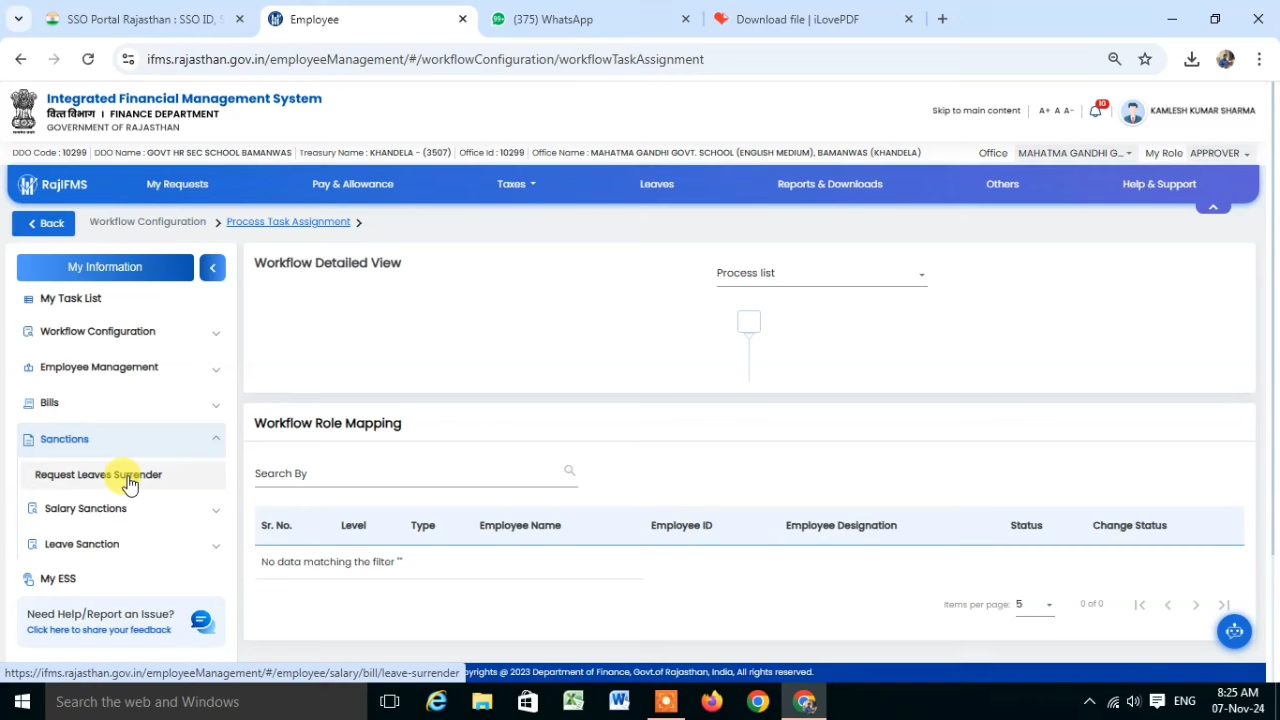 SSO Portal Rajasthan : SSO ID, S
Employee
(375) WhatsApp
Download file | iLovePDF
ifms.rajasthan.gov.in/employeeManagement/#/workflowConfiguration/workflowTaskAssignment
Integrated Financial Management System
वित्त विभाग I FINANCE DEPARTMENT
GOVERNMENT OF RAJASTHAN
Skip to main content
A+ A A-
10
KAMLESH KUMAR SHARMA
DDO Code : 10299 DDO Name : GOVT HR SEC SCHOOL BAMANWAS Treasury Name : KHANDELA - (3507) Office Id : 10299 Office Name : MAHATMA GANDHI GOVT. SCHOOL (ENGLISH MEDIUM), BAMANWAS (KHANDELA)
Office MAHATMA GANDHI G... My Role APPROVER
RajIFMS
My Requests
Pay & Allowance
Taxes
Leaves
Reports & Downloads
Others
Help & Support
Back
Workflow Configuration
Process Task Assignment
My Information
My Task List
Workflow Configuration
Employee Management
Bills
Sanctions
Request Leaves Surrender
Salary Sanctions
Leave Sanction
My ESS
Need Help/Report an Issue?
Click here to share your feedback
Workflow Detailed View
Process list
Workflow Role Mapping
Search By
Sr. No. Level Type Employee Name Employee ID Employee Designation Status Change Status
No data matching the filter ""
Items per page: 5 0 of 0
https://ifms.rajasthan.gov.in/employeeManagement/#/employee/salary/bill/leave-surrender
pyrights @ 2023 Department of Finance, Govt.of Rajasthan, India, All rights reserved.
Search the web and Windows
ENG
8:25 AM
07-Nov-24